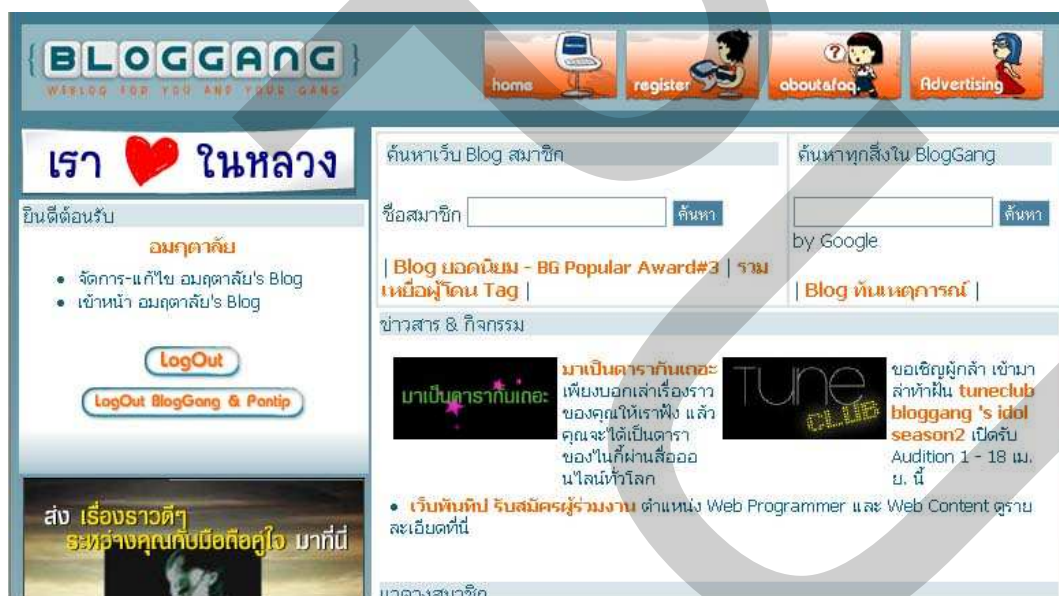 {BLOGGANG}
WEBLOG FOR YOU AND YOUR GANG
home
register
about&faq
Advertising
เรา ในหลวง
ยินดีต้อนรับ
อมฤตาลัย
จัดการ-แก้ไข อมฤตาลัย's Blog
เข้าหน้า อมฤตาลัย's Blog
LogOut
LogOut BlogGang & Pantip
ส่ง เรื่องราวดีๆ
ระหว่างคุณกับมือถือคู่ใจ มาที่นี่
ค้นหาเว็บ Blog สมาชิก
ชื่อสมาชิก ค้นหา
| Blog ยอดนิยม - BG Popular Award#3 | รวม
เหยื่อผู้โดน Tag |
ค้นหาทุกสิ่งใน BlogGang
ค้นหา
by Google
| Blog ทันเหตุการณ์ |
ข่าวสาร & กิจกรรม
มาเป็นดารากันเถอะ
มาเป็นดารากันเถอะ
เพียงบอกเล่าเรื่องราว
ของคุณให้เราฟัง แล้ว
คุณจะได้เป็นดารา
ของไนกี้ผ่านสื่อออ
นไลน์ทั่วโลก
TUNE
CLUB
ขอเชิญผู้กล้า เข้ามา
ล่าท้าฝัน tuneclub
bloggang 's idol
season2 เปิดรับ
Audition 1 - 18 เม.
ย. นี้
• เว็บพันทิป รับสมัครผู้ร่วมงาน ตำแหน่ง Web Programmer และ Web Content ดูราย
ละเอียดที่นี่